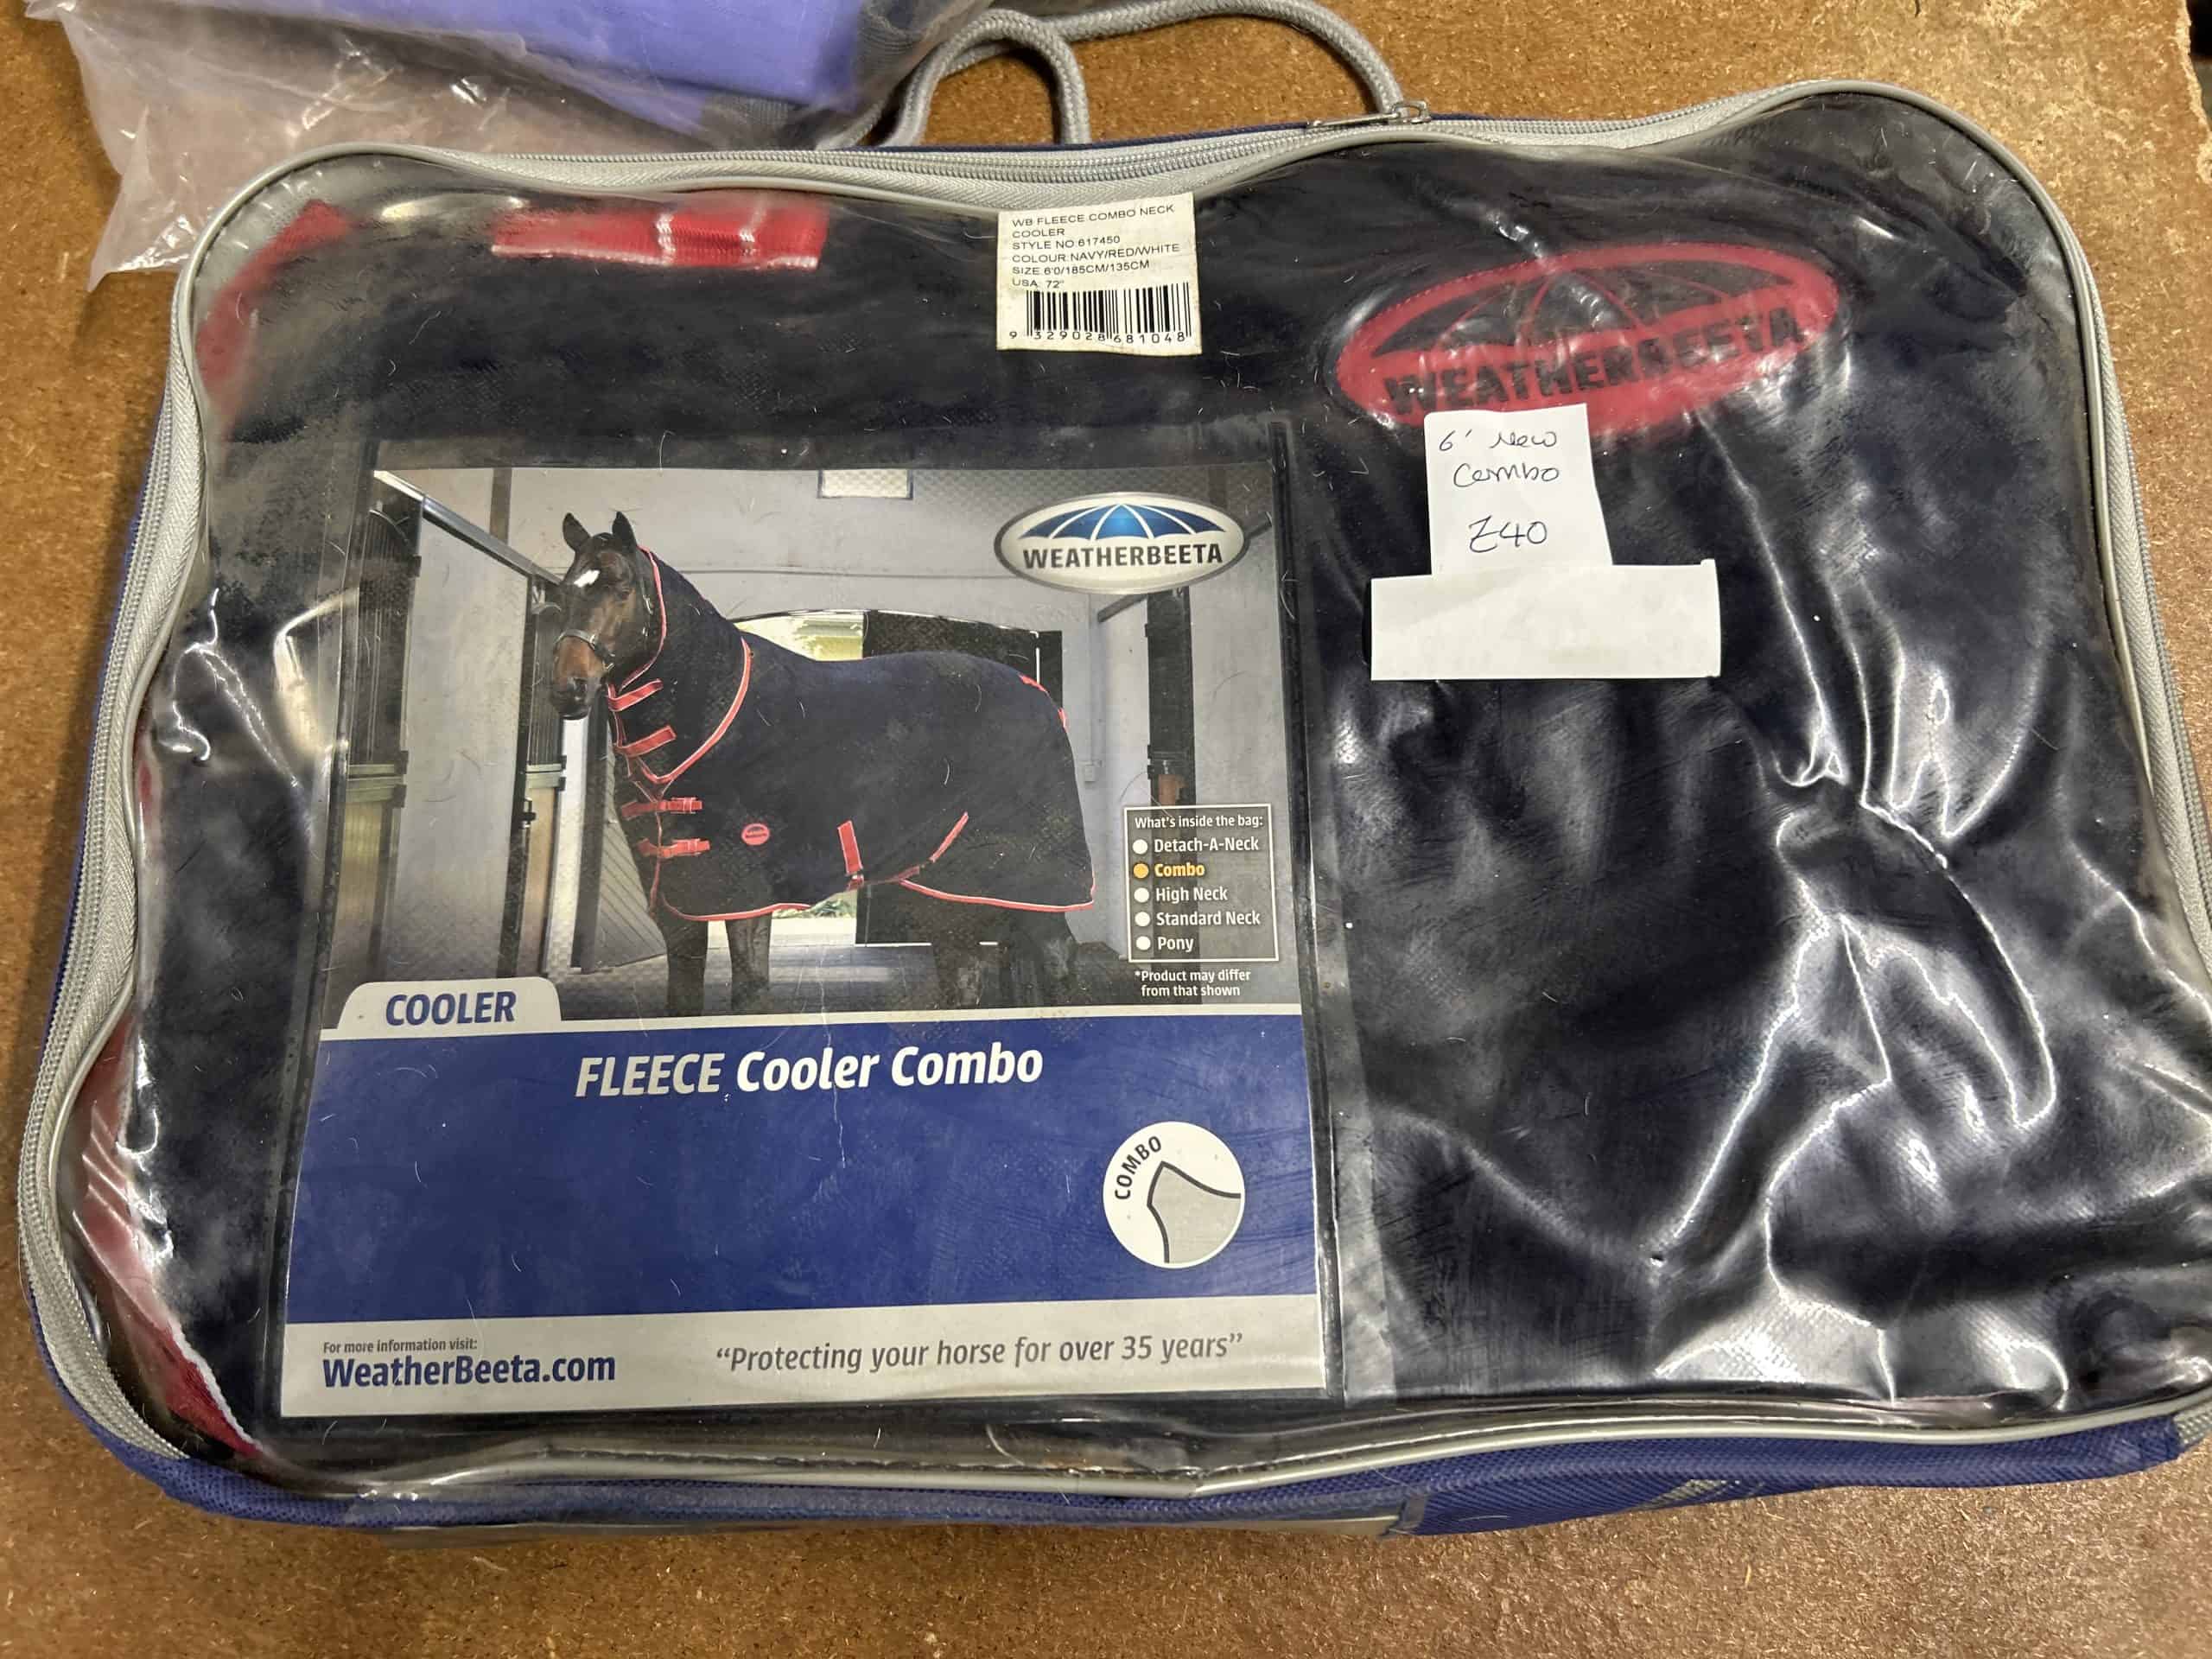 WB FLEECE COMBO NECK
COOLER
STYLE NO:617450
COLOUR:NAVY/RED/WHITE
SIZE 6'0/185CM/135CM
USA: 72"
9 329028 681048
WEATHERBEETA
6' New
Combo
£40
WEATHERBEETA
What's inside the bag:
Detach-A-Neck
Combo
High Neck
Standard Neck
Pony
*Product may differ
from that shown
COOLER
FLEECE Cooler Combo
COMBO
For more information visit:
WeatherBeeta.com
“Protecting your horse for over 35 years”